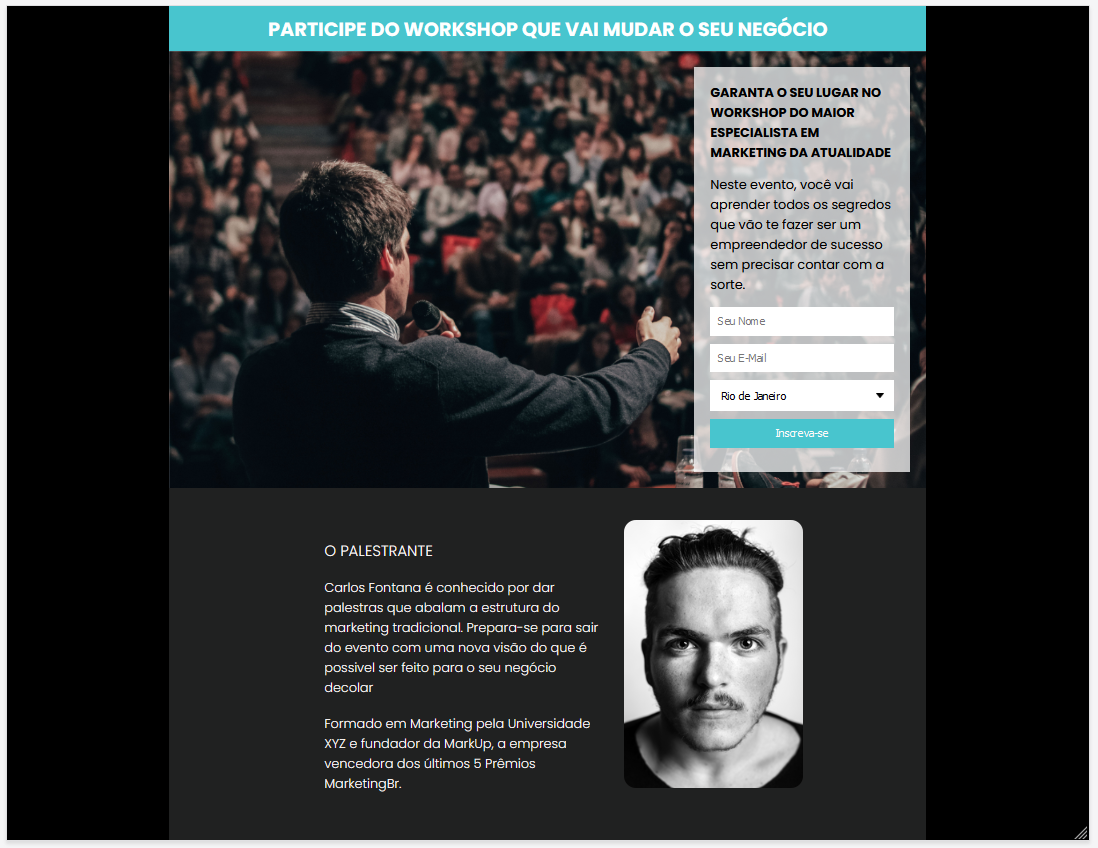 PARTICIPE DO WORKSHOP QUE VAI MUDAR O SEU NEGÓCIO
GARANTA O SEU LUGAR NO
WORKSHOP DO MAIOR
ESPECIALISTA EM
MARKETING DA ATUALIDADE
Neste evento, você vai
aprender todos os segredos
que vão te fazer ser um
empreendedor de sucesso
sem precisar contar com a
sorte.
Seu Nome
Seu E-Mail
Rio de Janeiro
Inscreva-se
O PALESTRANTE
Carlos Fontana é conhecido por dar
palestras que abalam a estrutura do
marketing tradicional. Prepara-se para sair
do evento com uma nova visão do que é
possivel ser feito para o seu negócio
decolar
Formado em Marketing pela Universidade
XYZ e fundador da MarkUp, a empresa
vencedora dos últimos 5 Prêmios
MarketingBr.